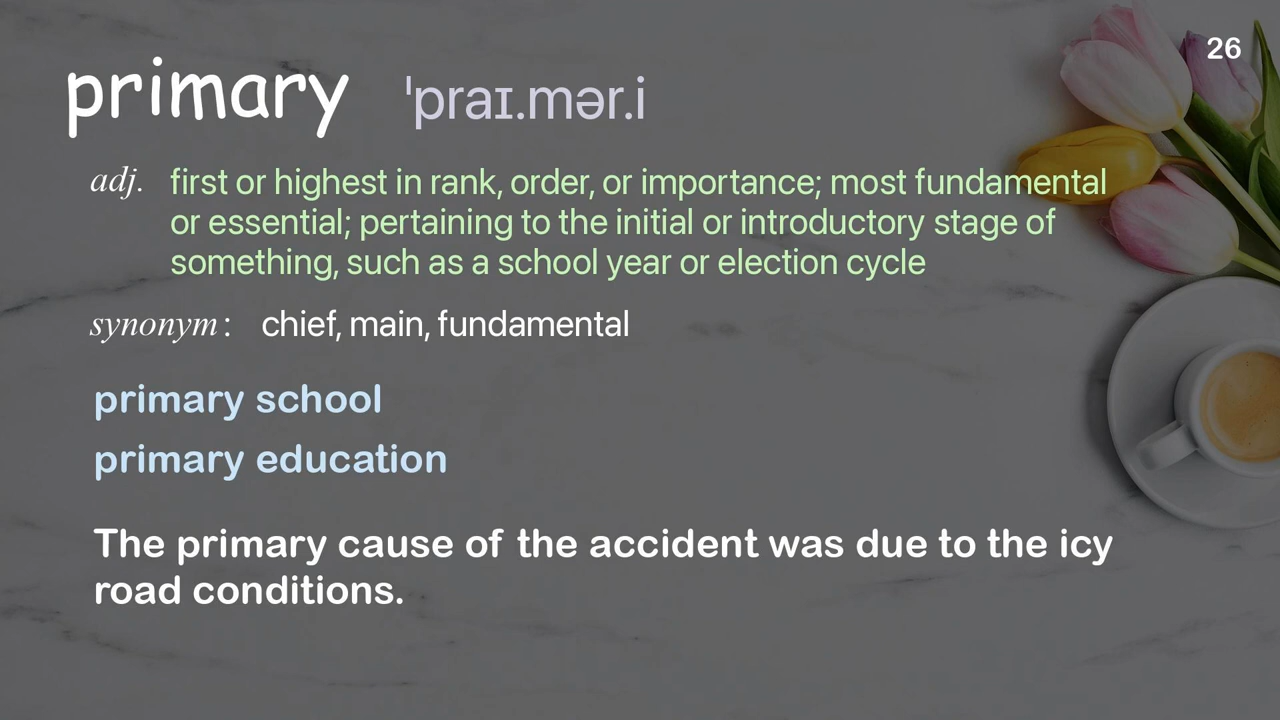 26
primary ˈpraɪ.mər.i
adj. first or highest in rank, order, or importance; most fundamental
or essential; pertaining to the initial or introductory stage of
something, such as a school year or election cycle
synonym : chief, main, fundamental
primary school
primary education
The primary cause of the accident was due to the icy
road conditions.